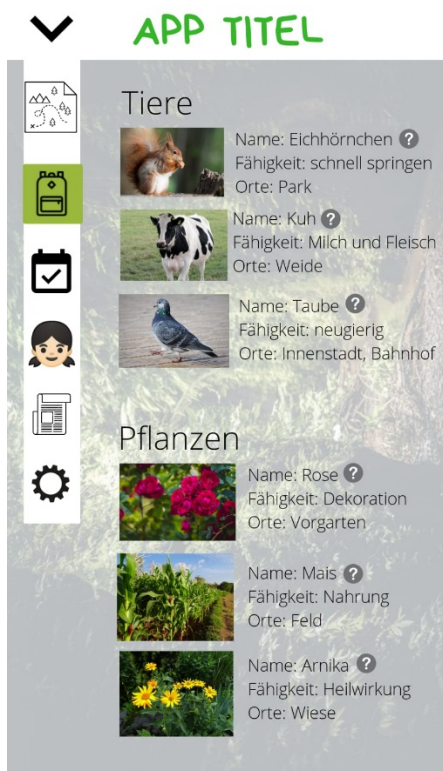 APP TITEL
Tiere
Name: Eichhörnchen ?
Fähigkeit: schnell springen
Orte: Park
Name: Kuh ?
Fähigkeit: Milch und Fleisch
Orte: Weide
Name: Taube ?
Fähigkeit: neugierig
Orte: Innenstadt, Bahnhof
Pflanzen
Name: Rose ?
Fähigkeit: Dekoration
Orte: Vorgarten
Name: Mais ?
Fähigkeit: Nahrung
Orte: Feld
Name: Arnika ?
Fähigkeit: Heilwirkung
Orte: Wiese